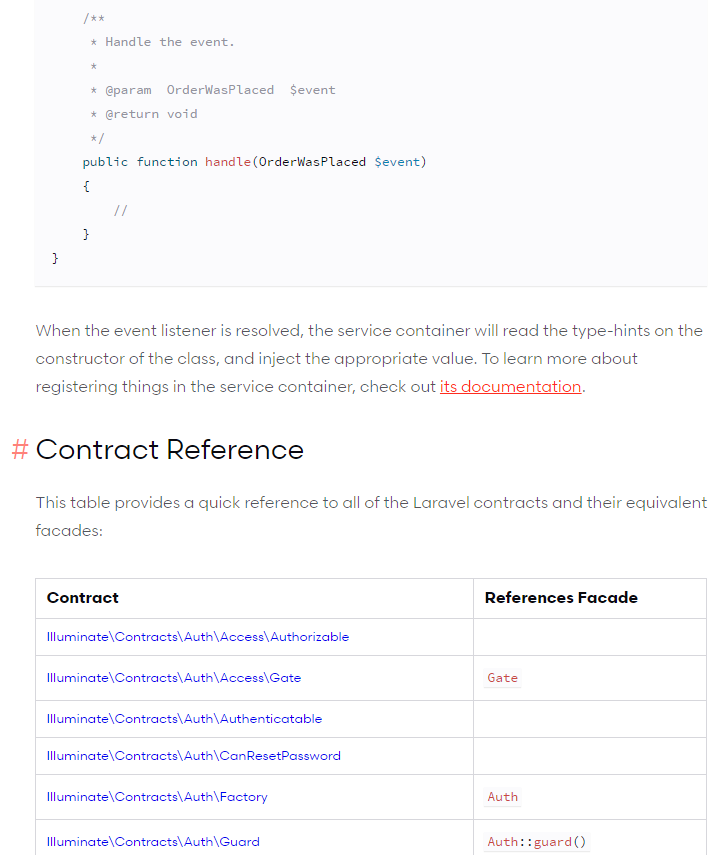 /**
* Handle the event.
*
* @param  OrderWasPlaced  $event
* @return void
*/
public function handle(OrderWasPlaced $event)
{
//
}
}
When the event listener is resolved, the service container will read the type-hints on the
constructor of the class, and inject the appropriate value. To learn more about
registering things in the service container, check out its documentation.
# Contract Reference
This table provides a quick reference to all of the Laravel contracts and their equivalent
facades:
Contract References Facade
Illuminate\Contracts\Auth\Access\Authorizable
Illuminate\Contracts\Auth\Access\Gate Gate
Illuminate\Contracts\Auth\Authenticatable
Illuminate\Contracts\Auth\CanResetPassword
Illuminate\Contracts\Auth\Factory Auth
Illuminate\Contracts\Auth\Guard Auth::guard()